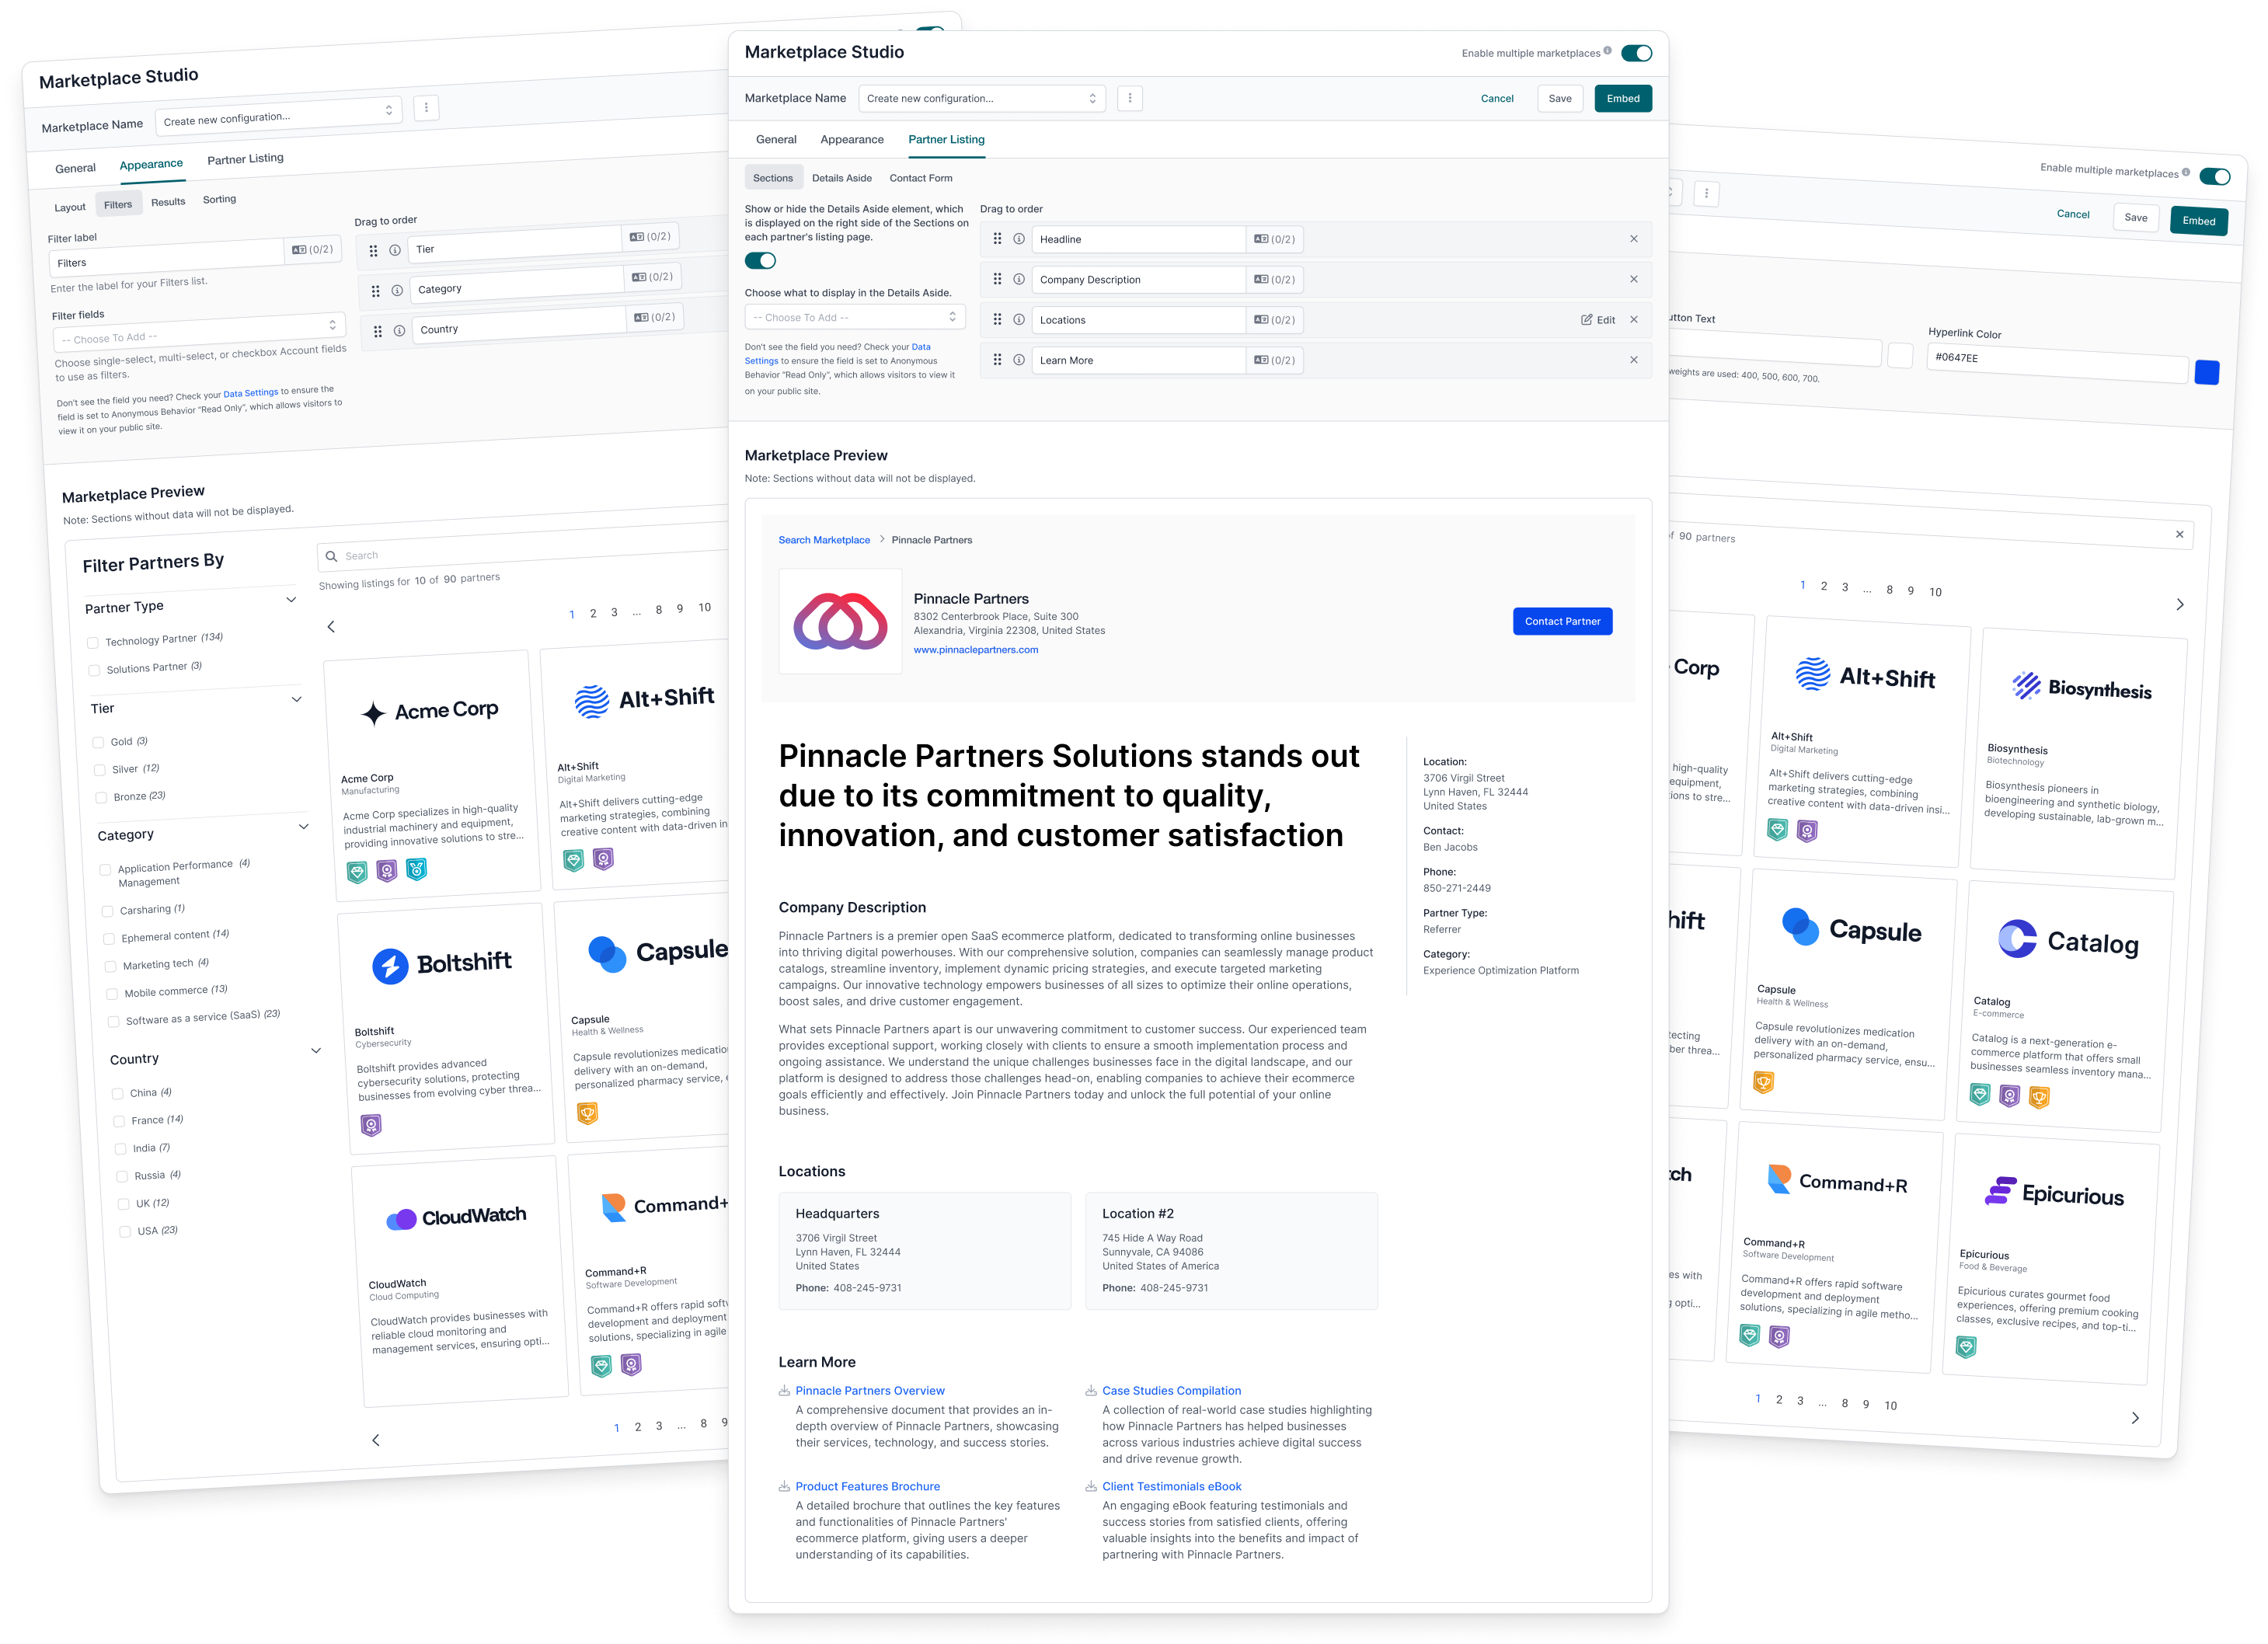 Marketplace Studio
Marketplace Name
Create new configuration...
General Appearance Partner Listing
Layout Filters Results Sorting
Filter label
Filters
(0/2)
Enter the label for your Filters list.
Filter fields
-- Choose To Add --
Choose single-select, multi-select, or checkbox Account fields
to use as filters.
Don't see the field you need? Check your Data Settings to ensure the
field is set to Anonymous Behavior "Read Only", which allows visitors to
view it on your public site.
Drag to order
Tier (0/2)
Category (0/2)
Country (0/2)
Marketplace Preview
Note: Sections without data will not be displayed.
Filter Partners By
Partner Type
Technology Partner (134)
Solutions Partner (3)
Tier
Gold (3)
Silver (12)
Bronze (23)
Category
Application Performance (4)
Management
Carsharing (1)
Ephemeral content (14)
Marketing tech (4)
Mobile commerce (13)
Software as a service (SaaS) (23)
Country
China (4)
France (14)
India (7)
Russia (4)
UK (12)
USA (23)
Search
Showing listings for 10 of 90 partners
1 2 3 ... 8 9 10
Acme Corp
Acme Corp
Manufacturing
Acme Corp specializes in high-quality
industrial machinery and equipment,
providing innovative solutions to stre...
Alt+Shift
Alt+Shift
Digital Marketing
Alt+Shift delivers cutting-edge
marketing strategies, combining
creative content with data-driven in
Boltshift
Boltshift
Cybersecurity
Boltshift provides advanced
cybersecurity solutions, protecting
businesses from evolving cyber threa...
Capsule
Capsule
Health & Wellness
Capsule revolutionizes medication
delivery with an on-demand,
personalized pharmacy service,
CloudWatch
CloudWatch
Cloud Computing
CloudWatch provides businesses with
reliable cloud monitoring and
management services, ensuring opti...
Command+
Command+R
Software Development
Command+R offers rapid softw
development and deployment
solutions, specializing in agile
1 2 3 ... 8 9
Marketplace Studio
Enable multiple marketplaces
Marketplace Name
Create new configuration...
Cancel Save Embed
General Appearance Partner Listing
Sections Details Aside Contact Form
Show or hide the Details Aside element, which
is displayed on the right side of the Sections on
each partner's listing page.
Choose what to display in the Details Aside.
-- Choose To Add --
Don't see the field you need? Check your Data
Settings to ensure the field is set to Anonymous
Behavior "Read Only", which allows visitors to view it
on your public site.
Drag to order
Headline (0/2)
Company Description (0/2)
Locations (0/2) Edit
Learn More (0/2)
Marketplace Preview
Note: Sections without data will not be displayed.
Search Marketplace > Pinnacle Partners
Pinnacle Partners
8302 Centerbrook Place, Suite 300
Alexandria, Virginia 22308, United States
www.pinnaclepartners.com
Contact Partner
Pinnacle Partners Solutions stands out
due to its commitment to quality,
innovation, and customer satisfaction
Company Description
Pinnacle Partners is a premier open SaaS ecommerce platform, dedicated to transforming online businesses
into thriving digital powerhouses. With our comprehensive solution, companies can seamlessly manage product
catalogs, streamline inventory, implement dynamic pricing strategies, and execute targeted marketing
campaigns. Our innovative technology empowers businesses of all sizes to optimize their online operations,
boost sales, and drive customer engagement.
What sets Pinnacle Partners apart is our unwavering commitment to customer success. Our experienced team
provides exceptional support, working closely with clients to ensure a smooth implementation process and
ongoing assistance. We understand the unique challenges businesses face in the digital landscape, and our
platform is designed to address those challenges head-on, enabling companies to achieve their ecommerce
goals efficiently and effectively. Join Pinnacle Partners today and unlock the full potential of your online
business.
Location:
3706 Virgil Street
Lynn Haven, FL 32444
United States
Contact:
Ben Jacobs
Phone:
850-271-2449
Partner Type:
Referrer
Category:
Experience Optimization Platform
Locations
Headquarters
3706 Virgil Street
Lynn Haven, FL 32444
United States
Phone: 408-245-9731
Location #2
745 Hide A Way Road
Sunnyvale, CA 94086
United States of America
Phone: 408-245-9731
Learn More
Pinnacle Partners Overview
A comprehensive document that provides an in-
depth overview of Pinnacle Partners, showcasing
their services, technology, and success stories.
Case Studies Compilation
A collection of real-world case studies highlighting
how Pinnacle Partners has helped businesses
across various industries achieve digital success
and drive revenue growth.
Product Features Brochure
A detailed brochure that outlines the key features
and functionalities of Pinnacle Partners'
ecommerce platform, giving users a deeper
understanding of its capabilities.
Client Testimonials eBook
An engaging eBook featuring testimonials and
success stories from satisfied clients, offering
valuable insights into the benefits and impact of
partnering with Pinnacle Partners.
Enable multiple marketplaces
Cancel Save Embed
utton Text
Hyperlink Color
#0647EE
weights are used: 400, 500, 600, 700.
of 90 partners
1 2 3 ... 8 9 10
Corp
high-quality
equipment,
ions to stre...
Alt+Shift
Alt+Shift
Digital Marketing
Alt+Shift delivers cutting-edge
marketing strategies, combining
creative content with data-driven insi...
Biosynthesis
Biosynthesis
Biotechnology
Biosynthesis pioneers in
bioengineering and synthetic biology,
developing sustainable, lab-grown m...
hift
tecting
ber threa...
Capsule
Capsule
Health & Wellness
Capsule revolutionizes medication
delivery with an on-demand,
personalized pharmacy service, ensu...
Catalog
Catalog
E-commerce
Catalog is a next-generation e-
commerce platform that offers small
businesses seamless inventory mana...
tch
es with
g opti...
Command+R
Command+R
Software Development
Command+R offers rapid software
development and deployment
solutions, specializing in agile metho...
Epicurious
Epicurious
Food & Beverage
Epicurious curates gourmet food
experiences, offering premium cooking
classes, exclusive recipes, and top-ti...
1 2 3 ... 8 9 10